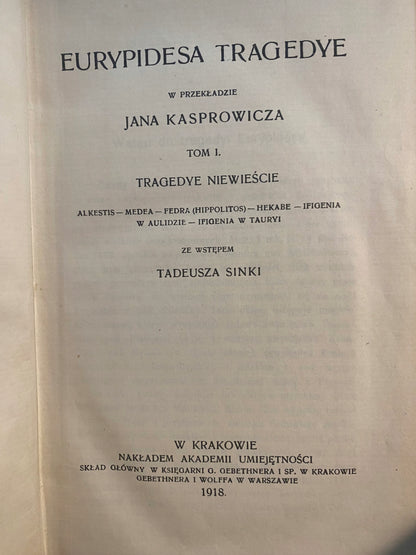 EURYPIDESA TRAGEDYE
W PRZEKŁADZIE
JANA KASPROWICZA
TOM I.
TRAGEDYE NIEWIEŚCIE
ALKESTIS — MEDEA — FEDRA (HIPPOLITOS) — HEKABE — IFIGENIA
W AULIDZIE — IFIGENIA W TAURYI
ZE WSTĘPEM
TADEUSZA SINKI
W KRAKOWIE
NAKŁADEM AKADEMII UMIEJĘTNOŚCI
SKŁAD GŁÓWNY W KSIĘGARNI G. GEBETHNERA I SP. W KRAKOWIE
GEBETHNERA I WOLFFA W WARSZAWIE
1918.